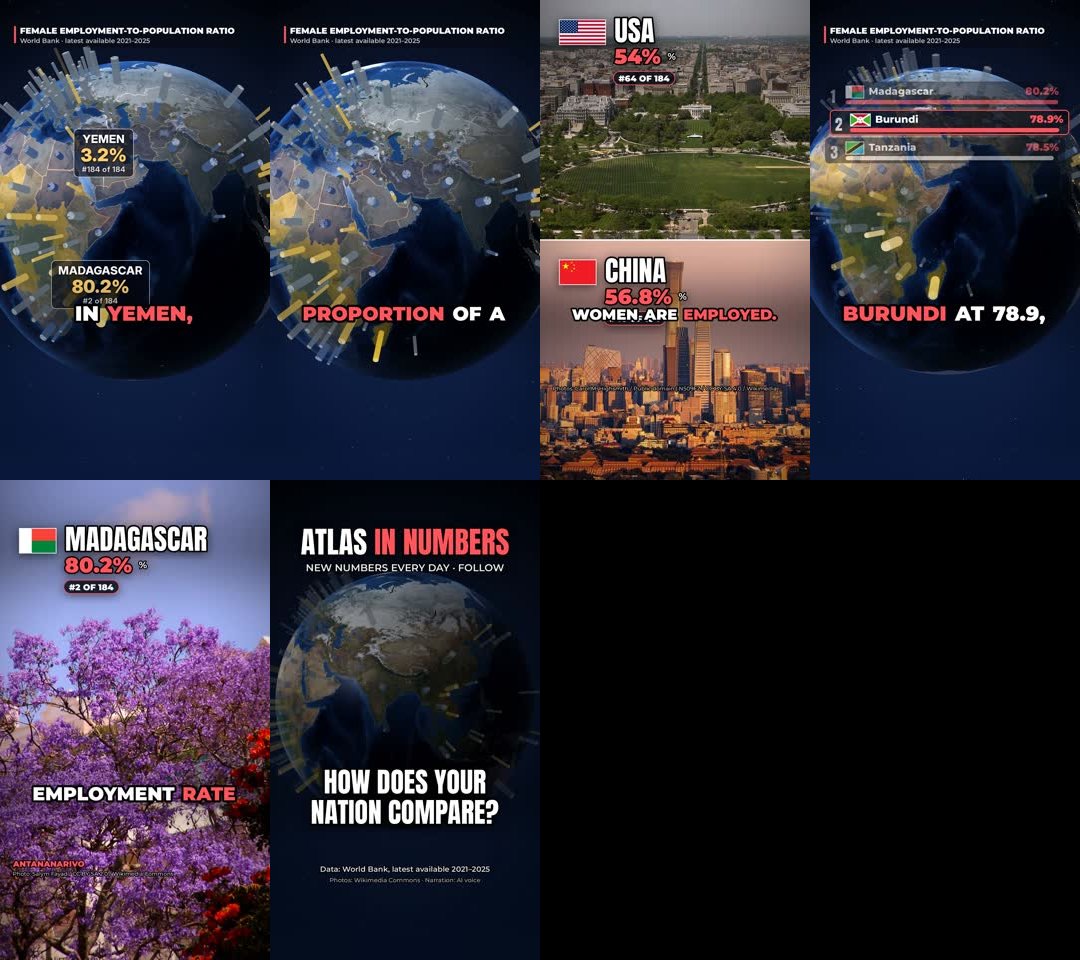 FEMALE EMPLOYMENT-TO-POPULATION RATIO
World Bank · latest available 2021–2025
YEMEN
3.2%
#184 of 184
MADAGASCAR
80.2%
#2 of 184
IN YEMEN,
FEMALE EMPLOYMENT-TO-POPULATION RATIO
World Bank · latest available 2021–2025
PROPORTION OF A
USA
54% %
#64 OF 184
CHINA
56.8% %
WOMEN ARE EMPLOYED.
FEMALE EMPLOYMENT-TO-POPULATION RATIO
World Bank · latest available 2021–2025
1 Madagascar 80.2%
2 Burundi 78.9%
3 Tanzania 78.5%
BURUNDI AT 78.9,
MADAGASCAR
80.2% %
#2 OF 184
EMPLOYMENT RATE
ANTANANARIVO
ATLAS IN NUMBERS
NEW NUMBERS EVERY DAY · FOLLOW
HOW DOES YOUR
NATION COMPARE?
Data: World Bank, latest available 2021–2025
Photos: Wikimedia Commons · Narration: AI voice